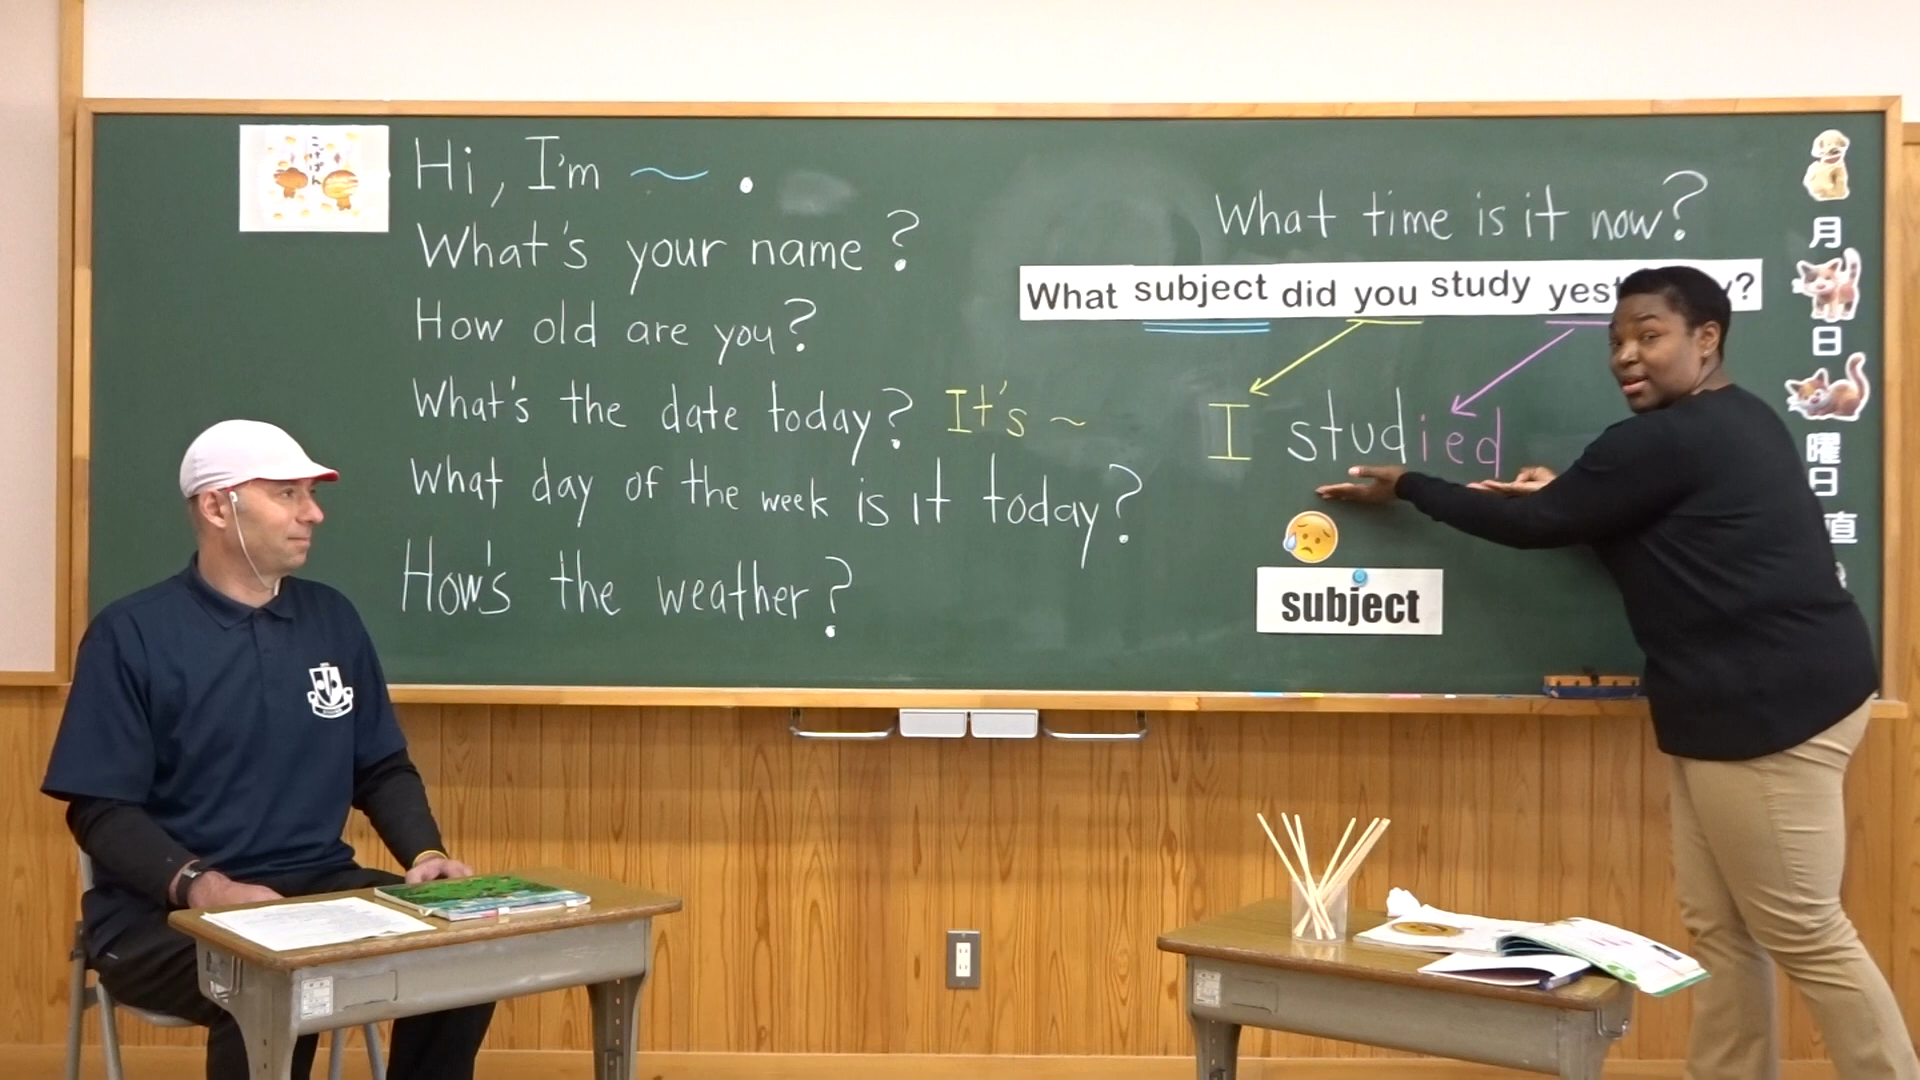 Hi, I'm ~ .
What's your name?
How old are you?
What's the date today? It's ~
What day of the week is it today?
How's the weather?
What time is it now?
What subject did you study yest y?
I studied
subject
月
日
曜
日
直